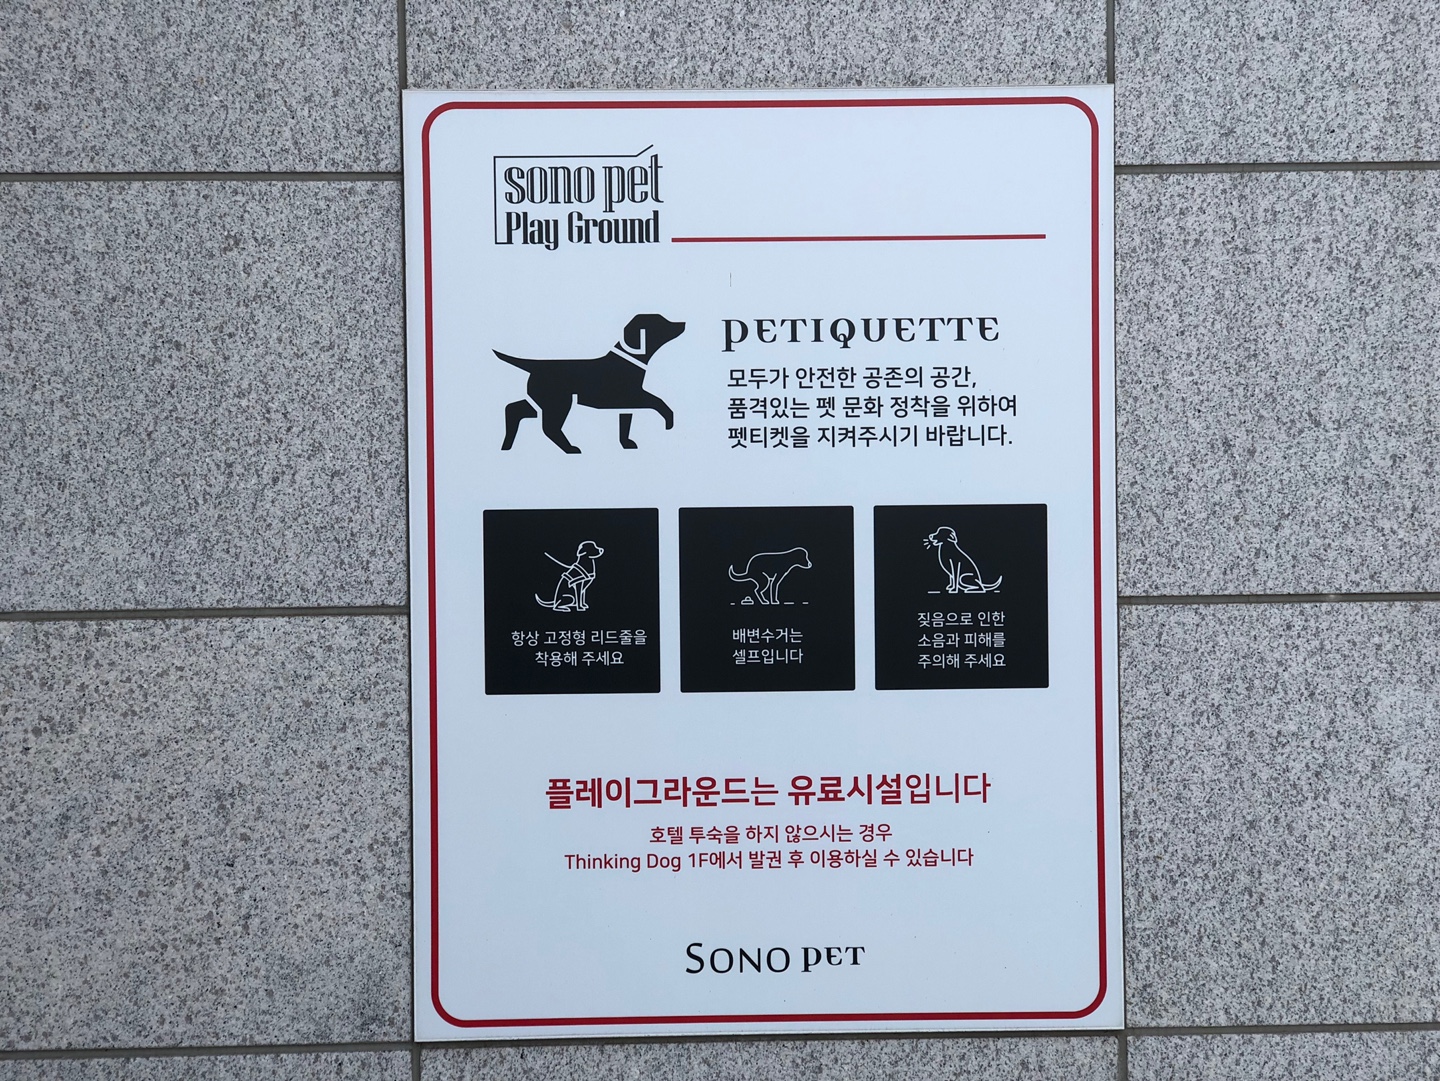 sono pet
Play Ground
PETIQUETTE
모두가 안전한 공존의 공간,
품격있는 펫 문화 정착을 위하여
펫티켓을 지켜주시기 바랍니다.
항상 고정형 리드줄을
착용해 주세요
배변수거는
셀프입니다
짖음으로 인한
소음과 피해를
주의해 주세요
플레이그라운드는 유료시설입니다
호텔 투숙을 하지 않으시는 경우
Thinking Dog 1F에서 발권 후 이용하실 수 있습니다
SONO PET